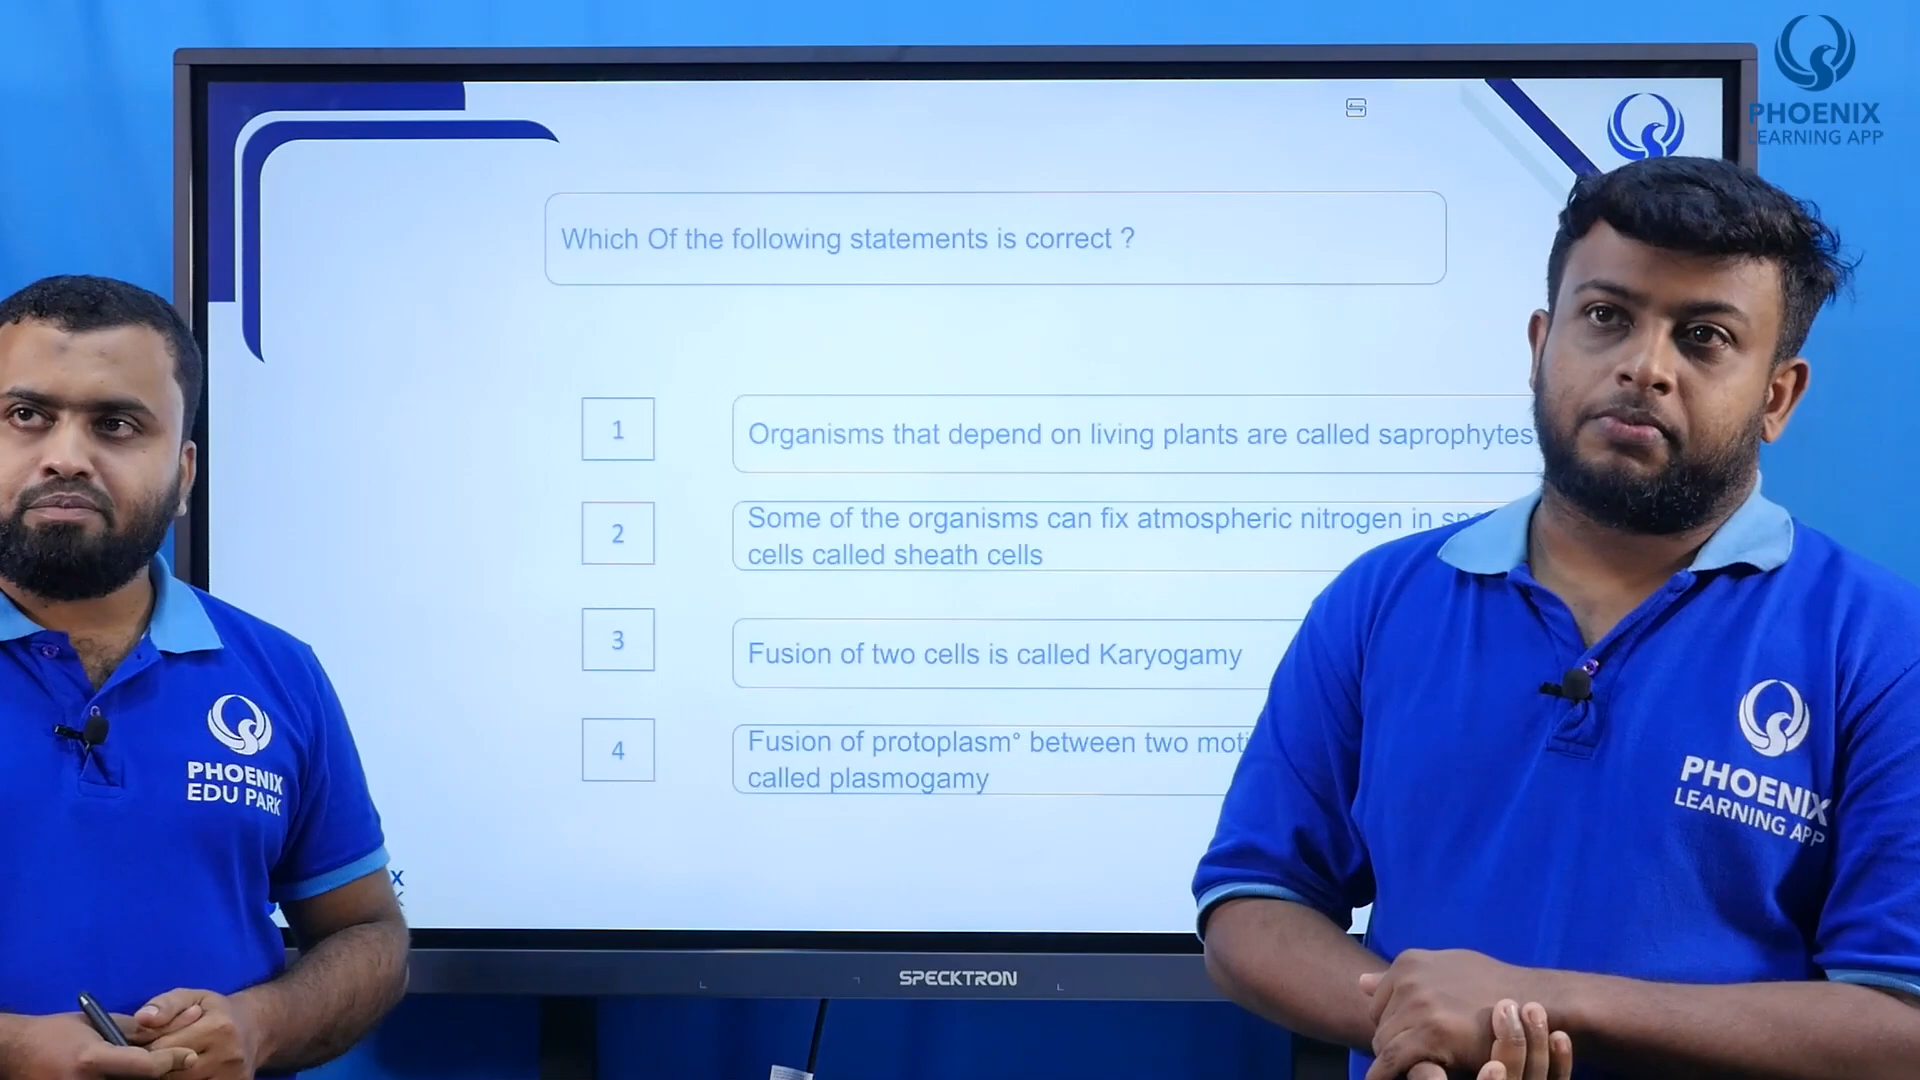 PHOENIX
LEARNING APP
Which Of the following statements is correct ?
1
Organisms that depend on living plants are called saprophytes
2
Some of the organisms can fix atmospheric nitrogen in
cells called sheath cells
3
Fusion of two cells is called Karyogamy
4
Fusion of protoplasm° between two
called plasmogamy
PHOENIX
EDU PARK
PHOENIX
LEARNING APP
X
K
SPECKTRON